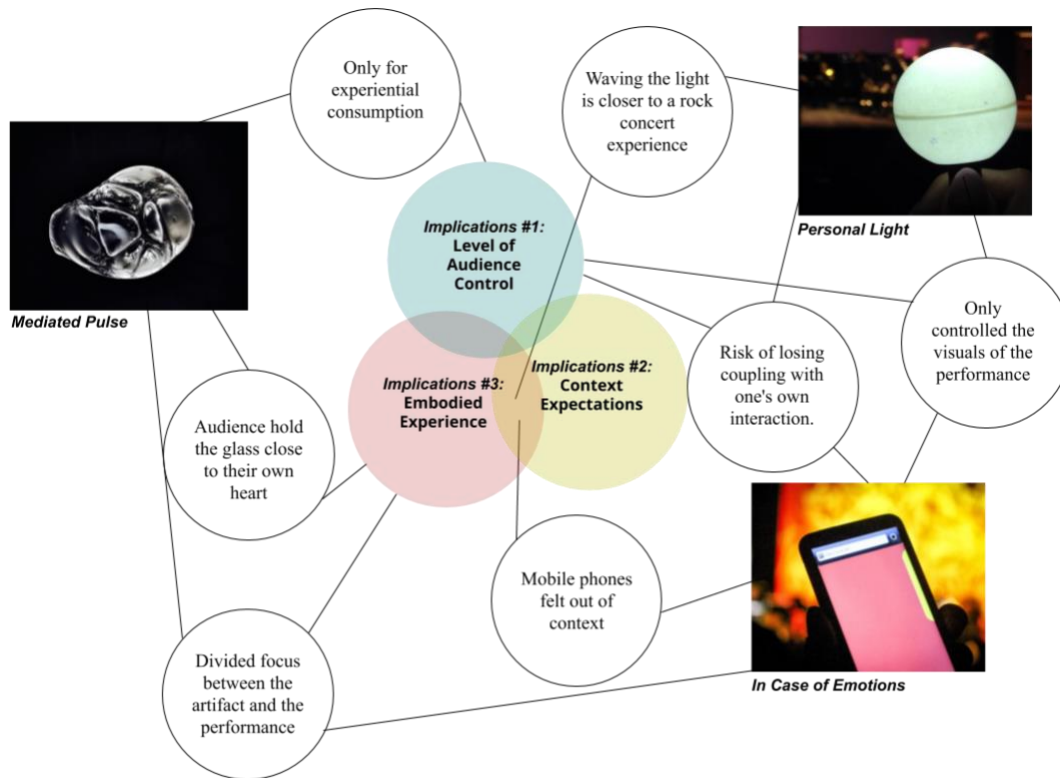 Only for
experiential
consumption
Waving the light
is closer to a rock
concert
experience
Personal Light
Implications #1:
Level of
Audience
Control
Mediated Pulse
Only
controlled the
visuals of the
performance
Risk of losing
coupling with
one's own
interaction.
Implications #2:
Context
Expectations
Implications #3:
Embodied
Experience
Audience hold
the glass close
to their own
heart
Mobile phones
felt out of
context
Divided focus
between the
artifact and the
performance
In Case of Emotions